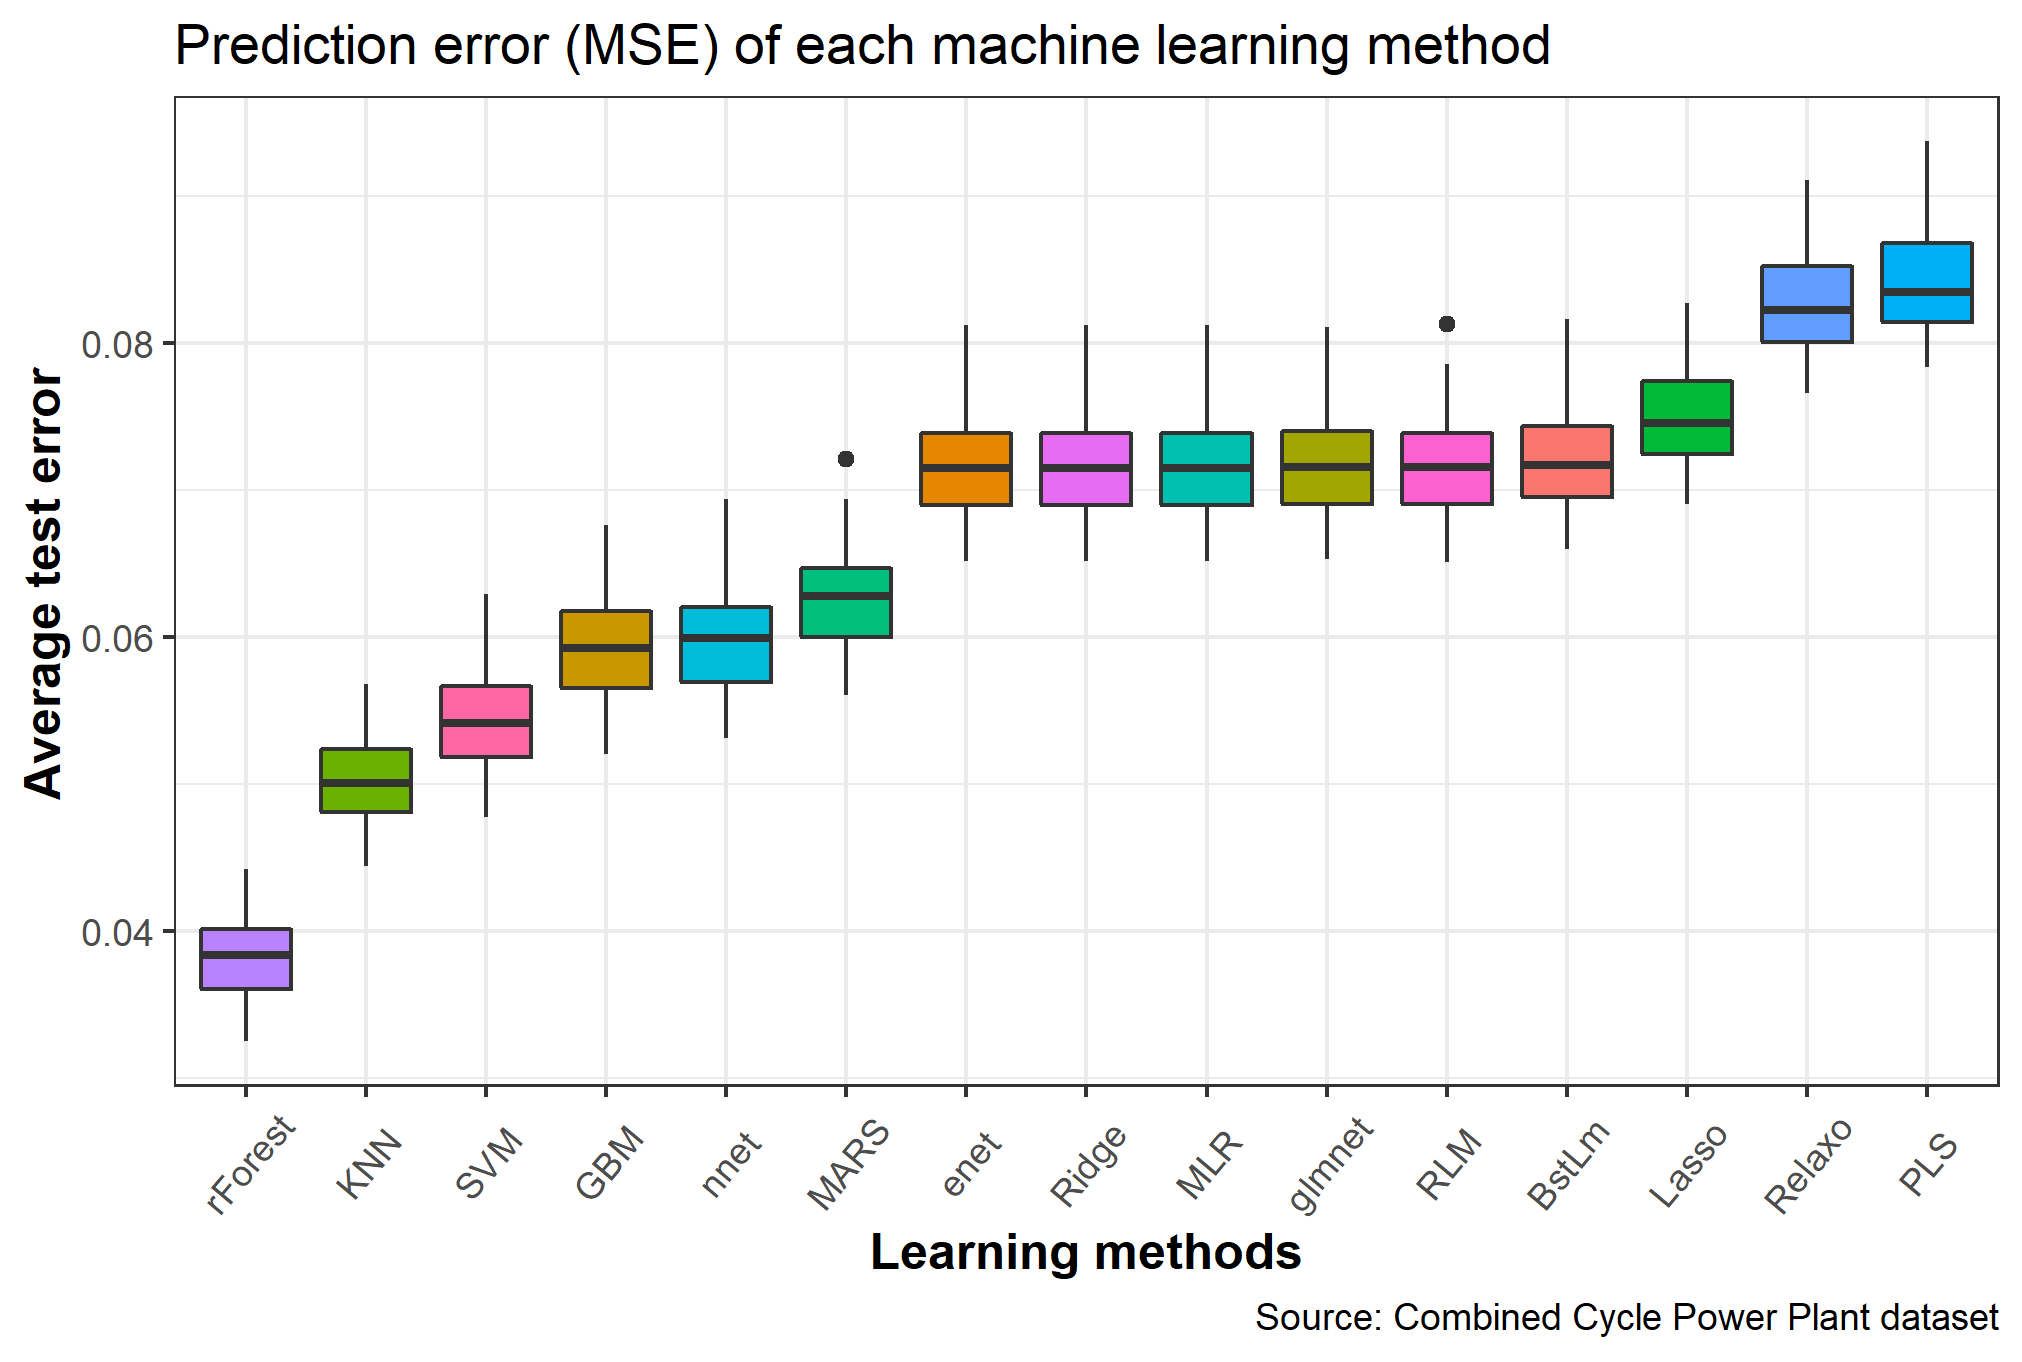 Prediction error (MSE) of each machine learning method
Average test error
0.08
0.06
0.04
rForest
KNN
SVM
GBM
nnet
MARS
enet
Ridge
MLR
glmnet
RLM
BstLm
Lasso
Relaxo
PLS
Learning methods
Source: Combined Cycle Power Plant dataset